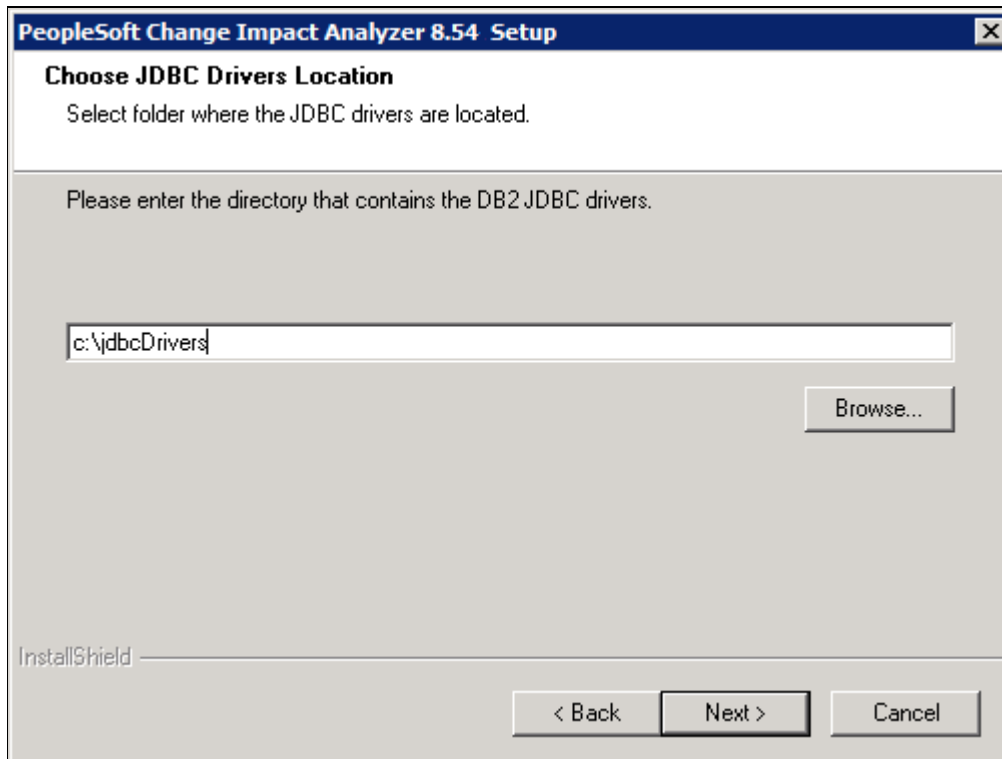 PeopleSoft Change Impact Analyzer 8.54 Setup
Choose JDBC Drivers Location
Select folder where the JDBC drivers are located.
Please enter the directory that contains the DB2 JDBC drivers.
c:\jdbcDrivers
Browse...
InstallShield
< Back
Next >
Cancel